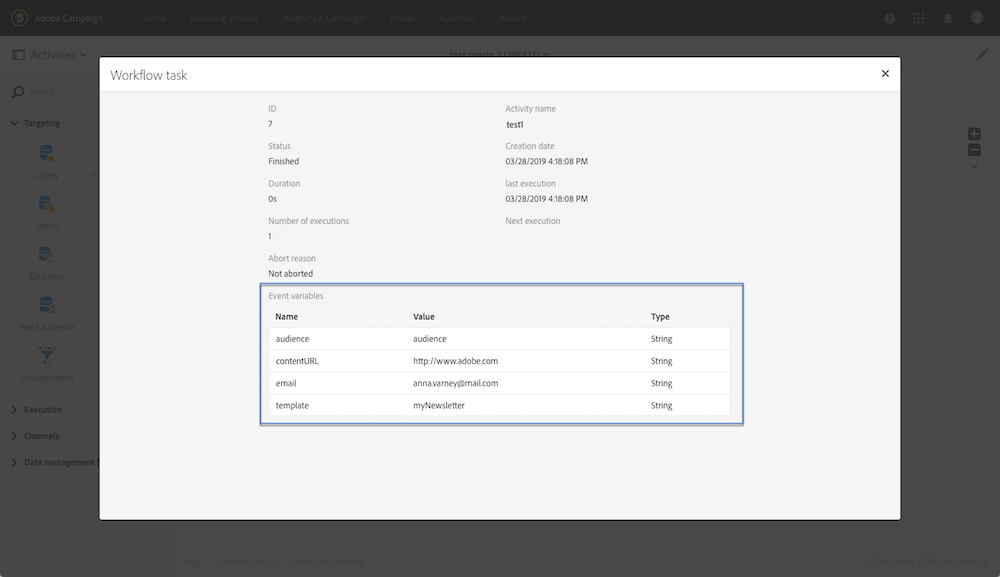 Adobe Campaign Home Marketing activities Programs & Campaigns Profiles Audiences Reports
Activities
test marie 2 (WKF17)
Search
Targeting
Query
Union
Exclusion
Read audience
Deduplication
Execution
Channels
Data management
Workflow task
ID
7
Activity name
test1
Status
Finished
Creation date
03/28/2019 4:18:08 PM
Duration
0s
last execution
03/28/2019 4:18:08 PM
Number of executions
1
Next execution
Abort reason
Not aborted
Event variables
Name Value Type
audience audience String
contentURL http://www.adobe.com String
email anna.varney@mail.com String
template myNewsletter String